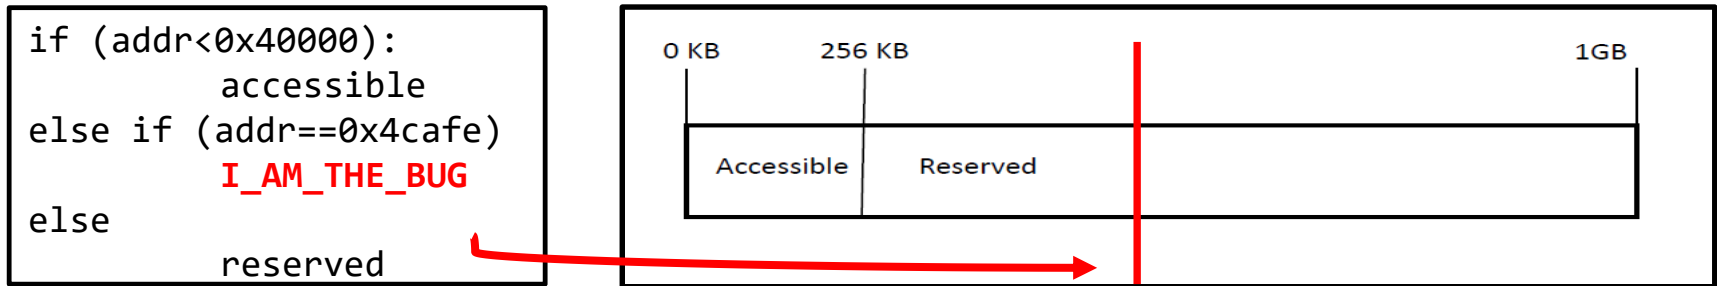 if (addr<0x40000):
accessible
else if (addr==0x4cafe)
I_AM_THE_BUG
else
reserved
0 KB 256 KB 1GB
Accessible Reserved